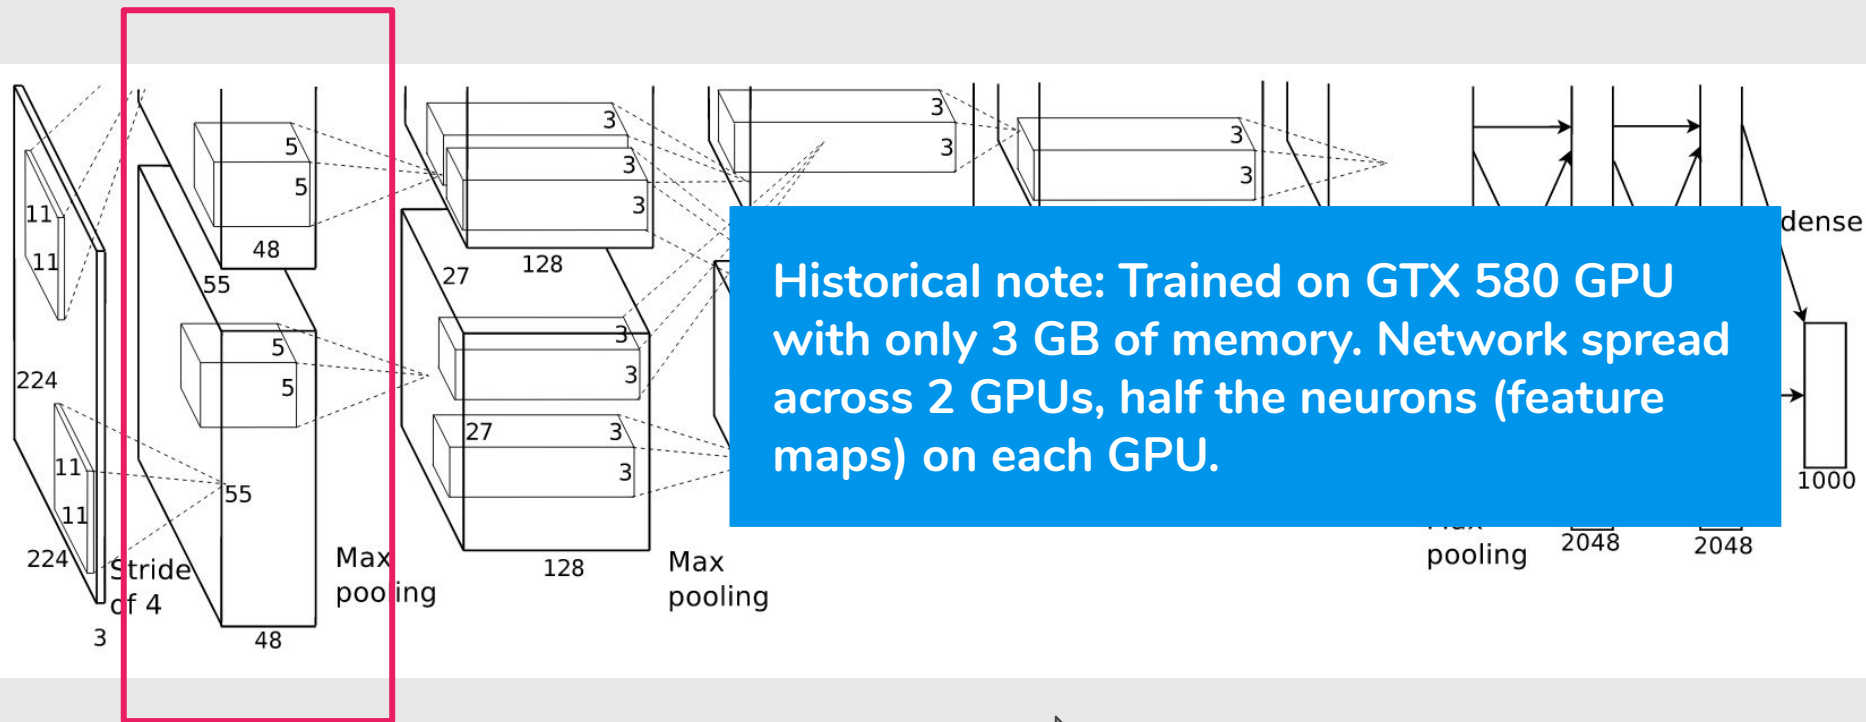 11
11
224
11
11
224
3
Stride
of 4
5
5
48
55
5
5
55
48
Max
pooling
3
3
3
128
27
3
3
27
3
3
128
Max
pooling
3
3
3
3
Historical note: Trained on GTX 580 GPU
with only 3 GB of memory. Network spread
across 2 GPUs, half the neurons (feature
maps) on each GPU.
pooling
2048
2048
dense
1000